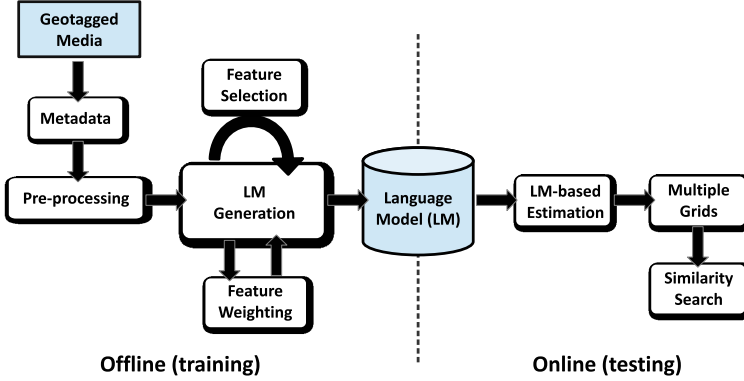 Geotagged
Media
Metadata
Pre-processing
Feature
Selection
LM
Generation
Feature
Weighting
Language
Model (LM)
LM-based
Estimation
Multiple
Grids
Similarity
Search
Offline (training)
Online (testing)